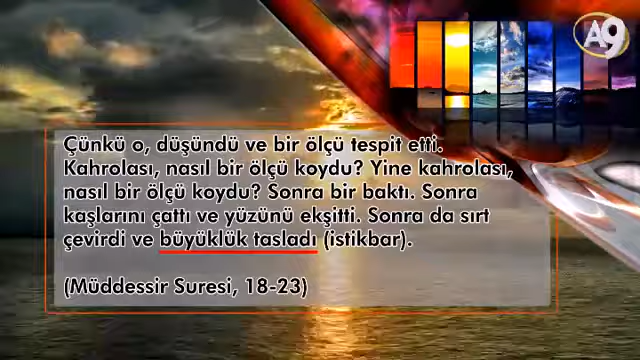 A9
Çünkü o, düşündü ve bir ölçü tespit etti.
Kahrolası, nasıl bir ölçü koydu? Yine kahrolası,
nasıl bir ölçü koydu? Sonra bir baktı. Sonra
kaşlarını çattı ve yüzünü ekşitti. Sonra da sırt
çevirdi ve büyüklük tasladı (istikbar).
(Müddessir Suresi, 18-23)